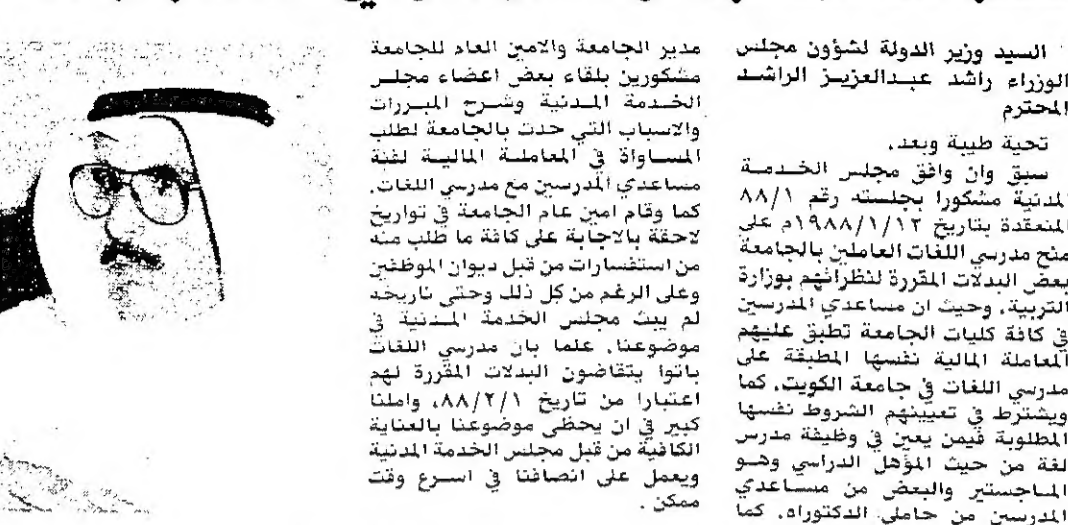 السيد وزير الدولة لشؤون مجلس
الوزراء راشد عبدالعزيز الراشد
المحترم
تحية طيبة وبعد،
سبق وان وافق مجلس الخدمة
المدنية مشكورا بجلسته رقم ٨٨/١
المنعقدة بتاريخ ١٩٨٨/١/١٢م على
منح مدرسي اللغات العاملين بالجامعة
بعض البدلات المقررة لنظرائهم بوزارة
التربية، وحيث ان مساعدي المدرسين
في كافة كليات الجامعة تطبق عليهم
المعاملة المالية نفسها المطبقة على
مدرسي اللغات في جامعة الكويت، كما
ويشترط في تعيينهم الشروط نفسها
المطلوبة فيمن يعين في وظيفة مدرس
لغة من حيث المؤهل الدراسي وهو
الماجستير والبعض من مساعدي
المدرسين من حاملي الدكتوراه، كما
مدير الجامعة والامين العام للجامعة
مشكورين بلقاء بعض اعضاء مجلس
الخدمة المدنية وشرح المبررات
والاسباب التي حدت بالجامعة لطلب
المساواة في المعاملة المالية لفئة
مساعدي المدرسين مع مدرسي اللغات.
كما وقام امين عام الجامعة في تواريخ
لاحقة بالاجابة على كافة ما طلب منه
من استفسارات من قبل ديوان الموظفين
وعلى الرغم من كل ذلك وحتى تاريخه
لم يبث مجلس الخدمة المدنية في
موضوعنا، علما بان مدرسي اللغات
باتوا يتقاضون البدلات المقررة لهم
اعتبارا من تاريخ ٨٨/٢/١، واملنا
كبير في ان يحظى موضوعنا بالعناية
الكافية من قبل مجلس الخدمة المدنية
ويعمل على انصافنا في اسرع وقت
ممكن.